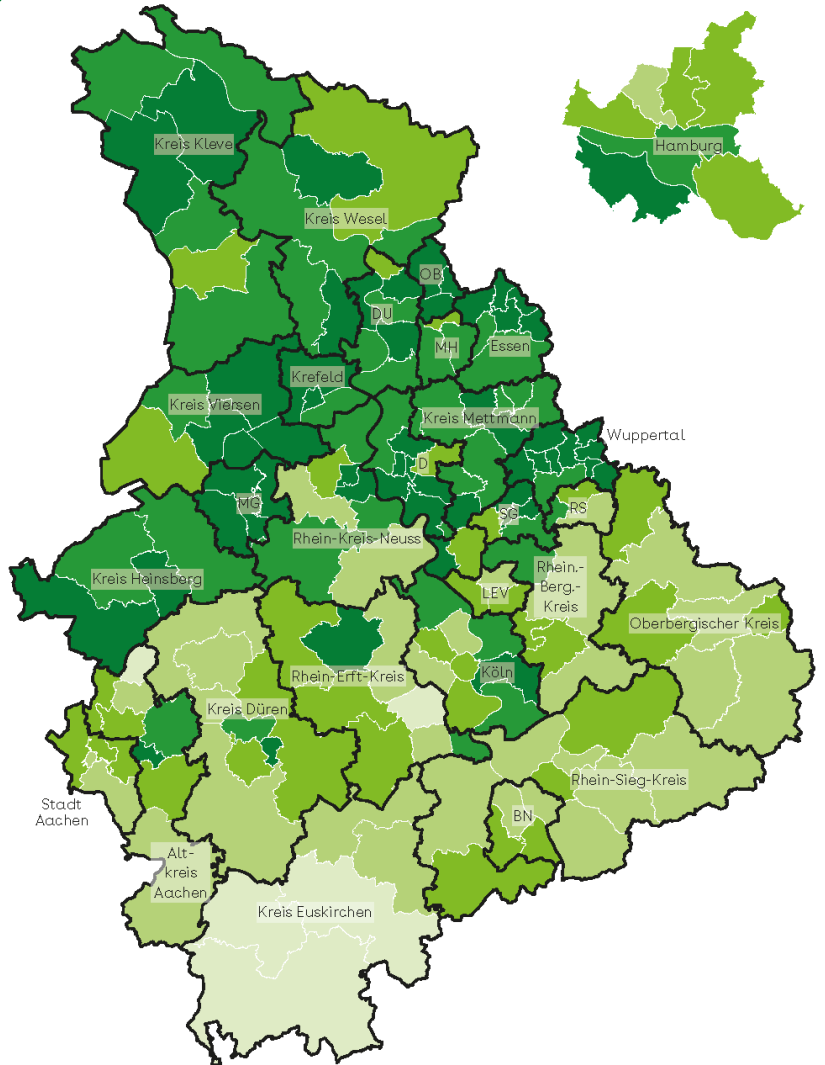 Kreis Kleve
Hamburg
Kreis Wesel
OB
DU
MH
Essen
Krefeld
Kreis Viersen
Kreis Mettmann
Wuppertal
D
MG
SG
RS
Rhein-Kreis-Neuss
Kreis Heinsberg
LEV
Rhein.-
Berg.-
Kreis
Oberbergischer Kreis
Rhein-Erft-Kreis
Köln
Kreis Düren
Rhein-Sieg-Kreis
Stadt
Aachen
BN
Alt-
kreis
Aachen
Kreis Euskirchen